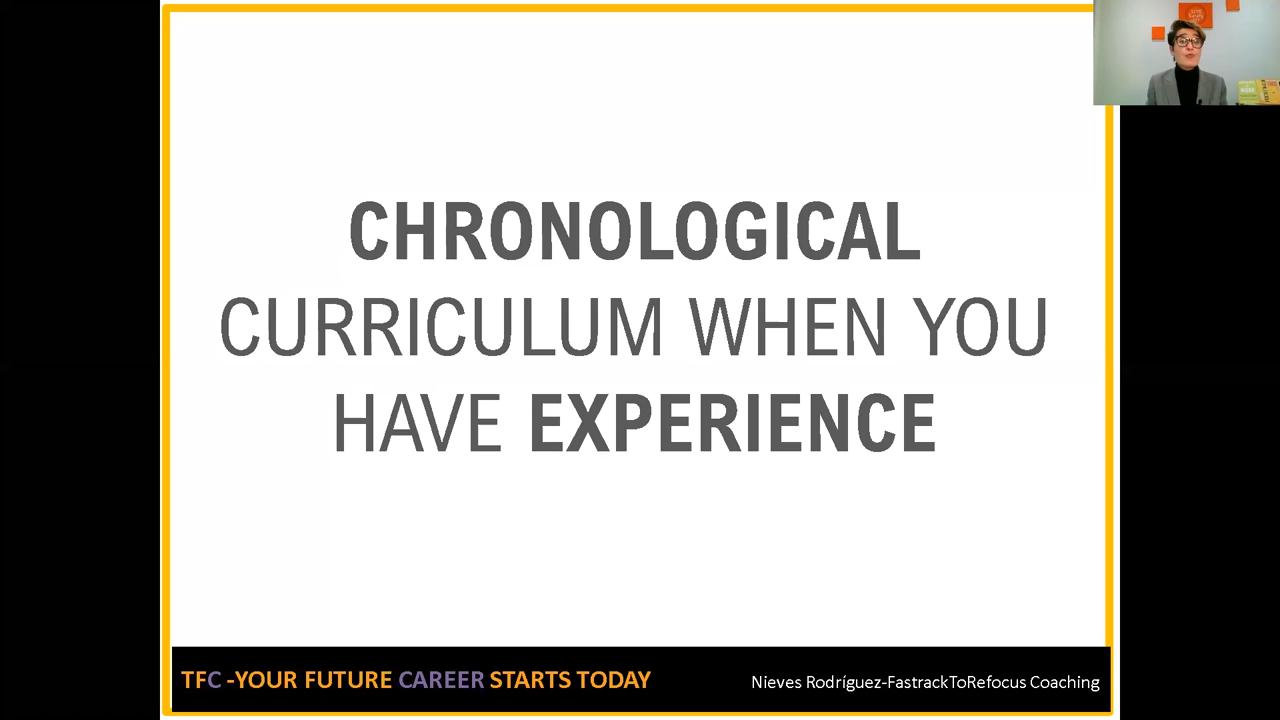 CHRONOLOGICAL
CURRICULUM WHEN YOU
HAVE EXPERIENCE
TFC -YOUR FUTURE CAREER STARTS TODAY
Nieves Rodríguez-FastrackToRefocus Coaching